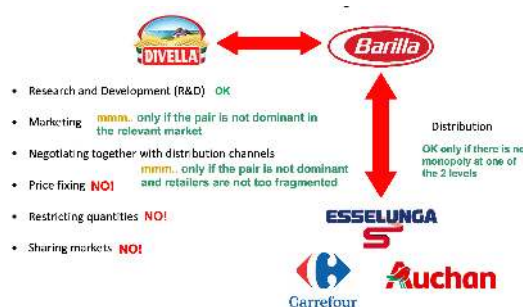 DIVELLA
Barilla
• Research and Development (R&D) OK
• Marketing mmm.. only if the pair is not dominant in
the relevant market
• Negotiating together with distribution channels
mmm.. only if the pair is not dominant
and retailers are not too fragmented
• Price fixing NO!
• Restricting quantities NO!
• Sharing markets NO!
Distribution
OK only if there is no
monopoly at one of
the 2 levels
ESSELUNGA
Carrefour
Auchan